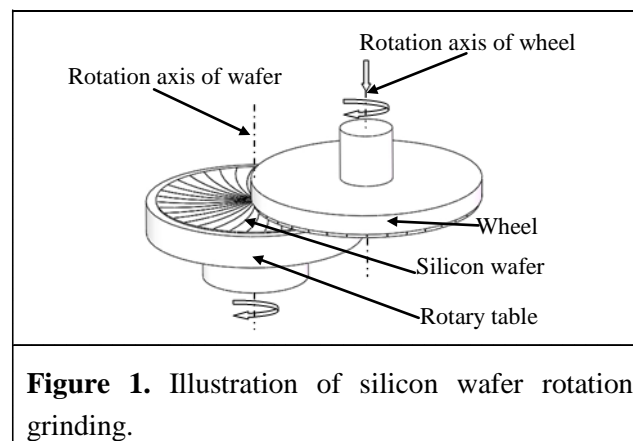 Rotation axis of wheel
Rotation axis of wafer
Wheel
Silicon wafer
Rotary table
Figure 1. Illustration of silicon wafer rotation
grinding.